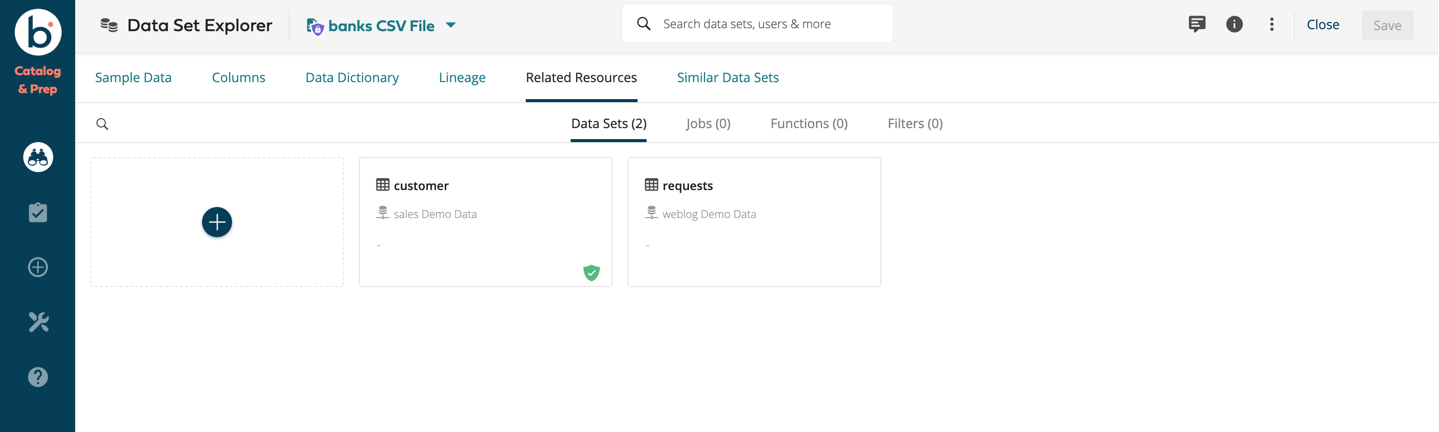 b
Catalog
& Prep
Data Set Explorer
banks CSV File
Search data sets, users & more
Close
Save
Sample Data
Columns
Data Dictionary
Lineage
Related Resources
Similar Data Sets
Data Sets (2)
Jobs (0)
Functions (0)
Filters (0)
customer
sales Demo Data
-
requests
weblog Demo Data
-